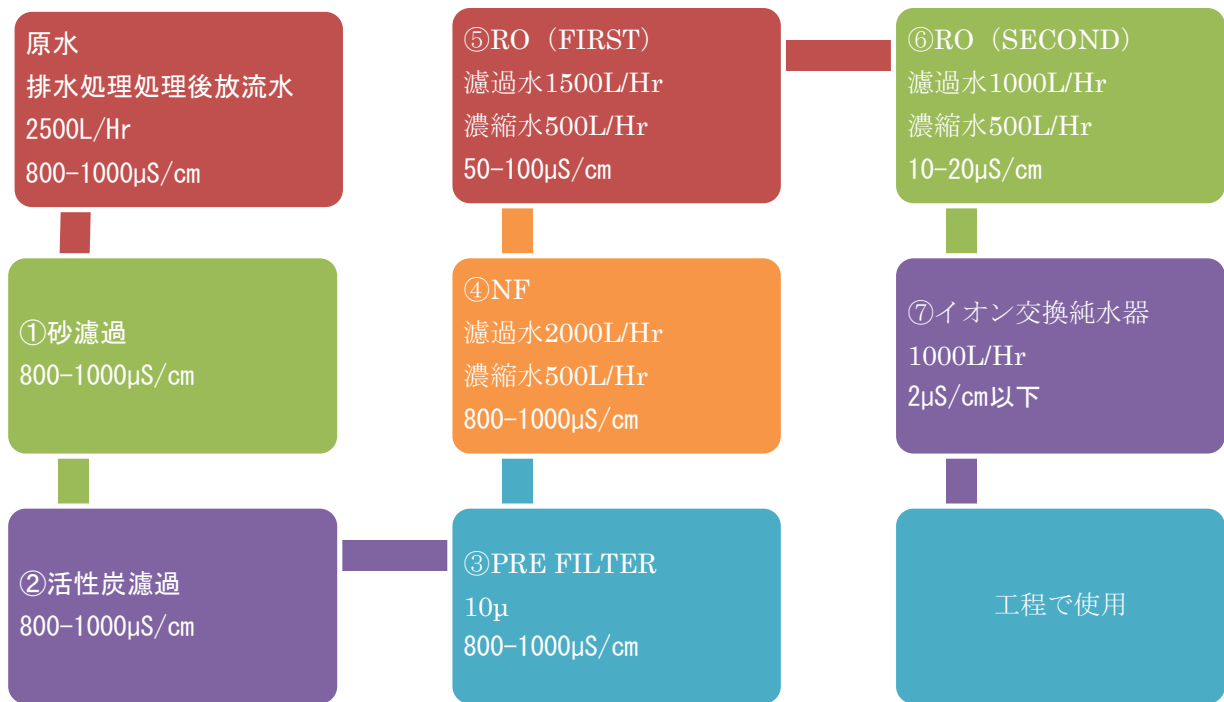 原水
排水処理処理後放流水
2500L/Hr
800-1000μS/cm
①砂濾過
800-1000μS/cm
②活性炭濾過
800-1000μS/cm
③PRE FILTER
10μ
800-1000μS/cm
④NF
濾過水2000L/Hr
濃縮水500L/Hr
800-1000μS/cm
⑤RO（FIRST）
濾過水1500L/Hr
濃縮水500L/Hr
50-100μS/cm
⑥RO（SECOND）
濾過水1000L/Hr
濃縮水500L/Hr
10-20μS/cm
⑦イオン交換純水器
1000L/Hr
2μS/cm以下
工程で使用